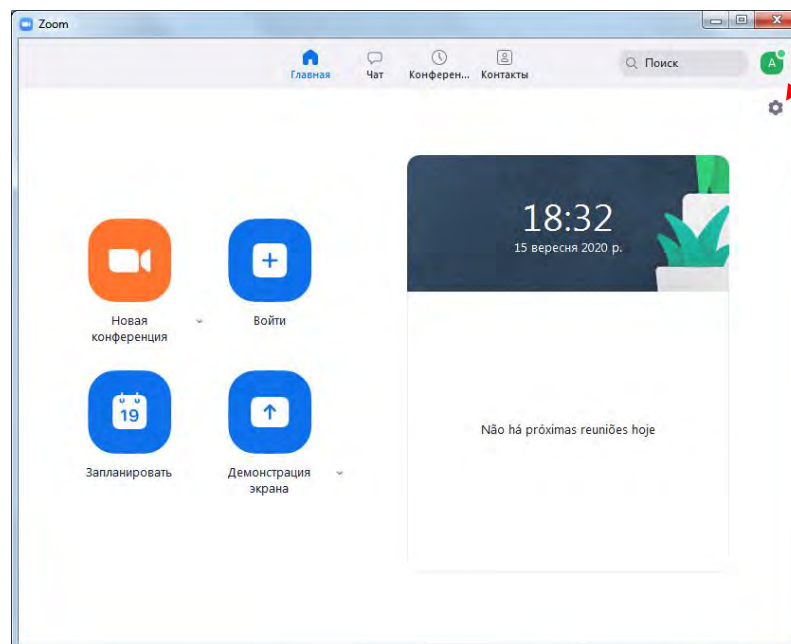 Zoom
Главная
Чат
Конферен...
Контакты
Поиск
A
18:32
15 вересня 2020 р.
Новая
конференция
Войти
19
Запланировать
Демонстрация
экрана
Não há próximas reuniões hoje